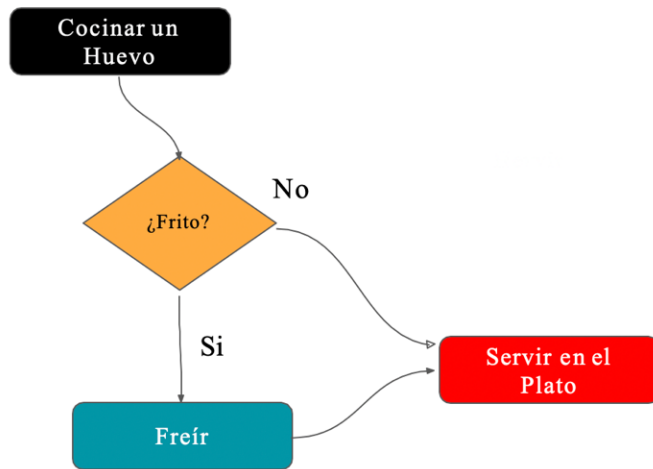 Cocinar un
Huevo
No
¿Frito?
Si
Servir en el
Plato
Freír